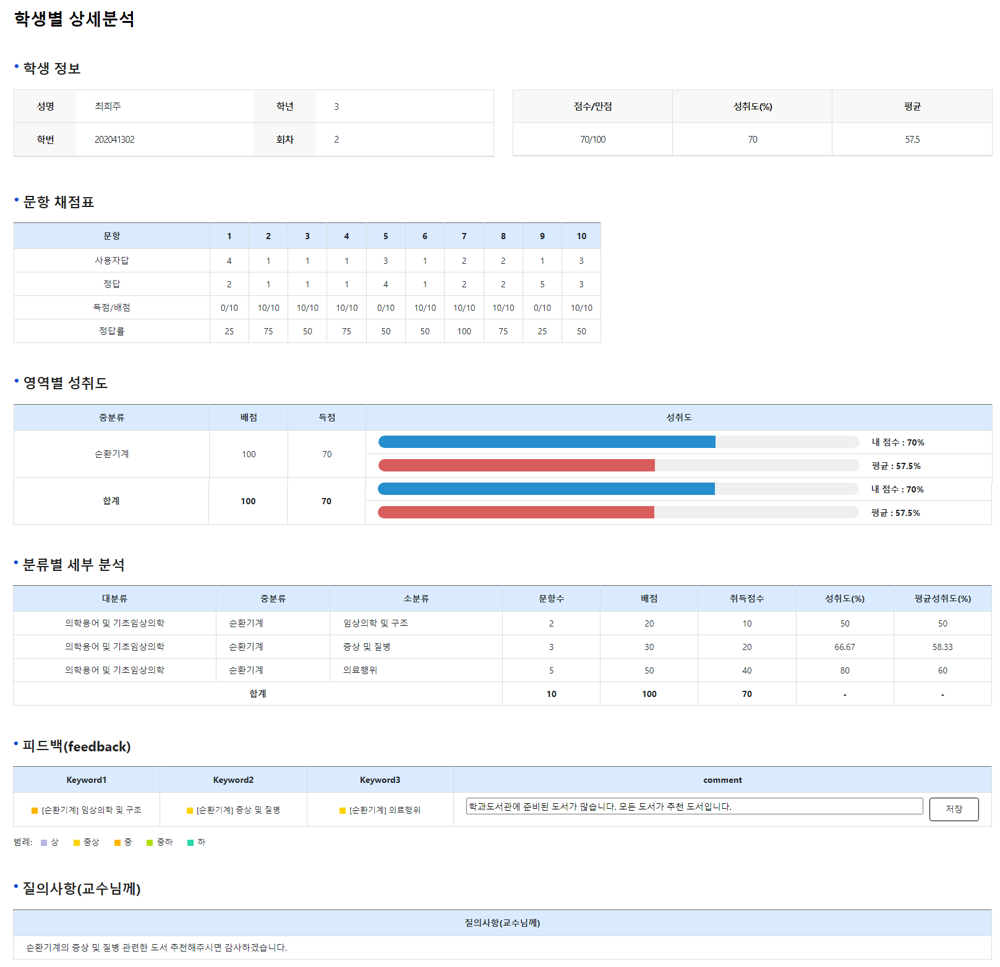 학생별 상세분석
학생 정보
성명 최희주 학년 3
학번 202041302 회차 2
점수/만점 성취도(%) 평균
70/100 70 57.5
문항 채점표
문항 1 2 3 4 5 6 7 8 9 10
사용자답 4 1 1 1 3 1 2 2 1 3
정답 2 1 1 1 4 1 2 2 5 3
득점/배점 0/10 10/10 10/10 10/10 0/10 10/10 10/10 10/10 0/10 10/10
정답률 25 75 50 75 50 50 100 75 25 50
영역별 성취도
중분류 배점 득점 성취도
순환기계 100 70 내 점수 : 70%
평균 : 57.5%
합계 100 70 내 점수 : 70%
평균 : 57.5%
분류별 세부 분석
대분류 중분류 소분류 문항수 배점 취득점수 성취도(%) 평균성취도(%)
의학용어 및 기초임상의학 순환기계 임상의학 및 구조 2 20 10 50 50
의학용어 및 기초임상의학 순환기계 증상 및 질병 3 30 20 66.67 58.33
의학용어 및 기초임상의학 순환기계 의료행위 5 50 40 80 60
합계 10 100 70 - -
피드백(feedback)
Keyword1 Keyword2 Keyword3 comment
[순환기계] 임상의학 및 구조 [순환기계] 증상 및 질병 [순환기계] 의료행위 학과도서관에 준비된 도서가 많습니다. 모든 도서가 추천 도서입니다. 저장
범례: 상 중상 중 중하 하
질의사항(교수님께)
질의사항(교수님께)
순환기계의 증상 및 질병 관련한 도서 추천해주시면 감사하겠습니다.